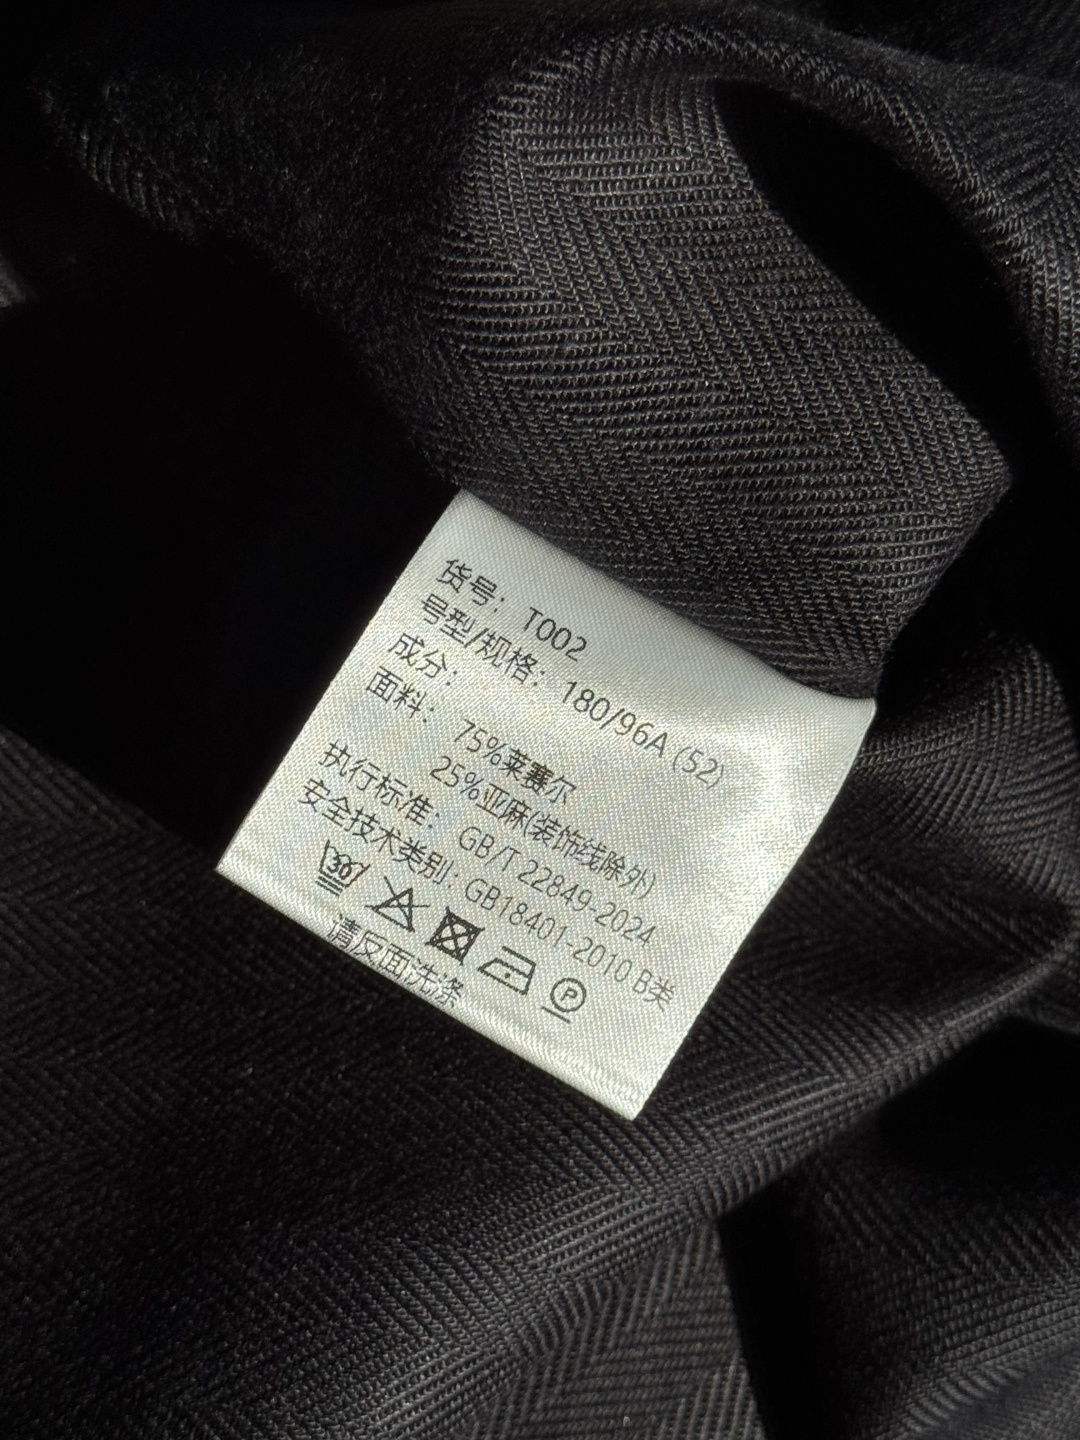 货号：T002
号型/规格：180/96A (52)
成分：
面料：75%莱赛尔
25%亚麻(装饰线除外)
执行标准：GB/T 22849-2024
安全技术类别：GB18401-2010 B类
30
P
请反面洗涤